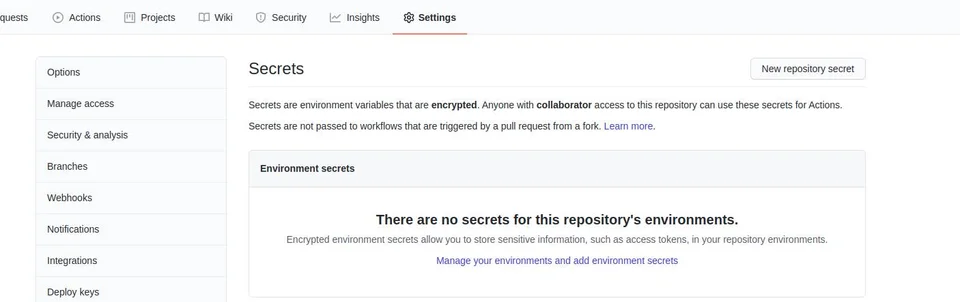 quests Actions Projects Wiki Security Insights Settings
Options
Manage access
Security & analysis
Branches
Webhooks
Notifications
Integrations
Deploy keys
Secrets
New repository secret
Secrets are environment variables that are encrypted. Anyone with collaborator access to this repository can use these secrets for Actions.
Secrets are not passed to workflows that are triggered by a pull request from a fork. Learn more.
Environment secrets
There are no secrets for this repository's environments.
Encrypted environment secrets allow you to store sensitive information, such as access tokens, in your repository environments.
Manage your environments and add environment secrets